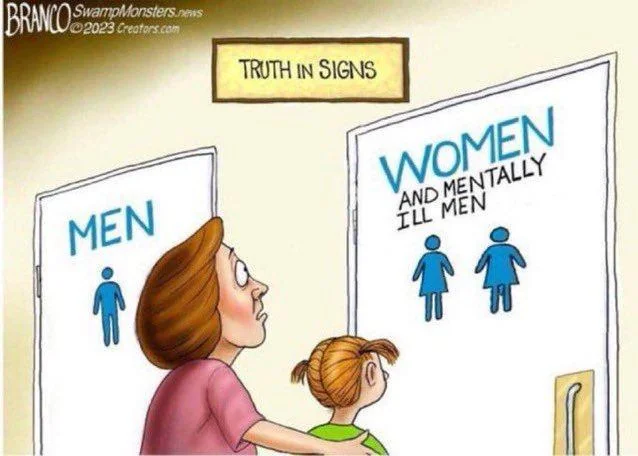 BRANCO SwampMonsters.news
©2023 Creators.com
TRUTH IN SIGNS
MEN
WOMEN
AND MENTALLY
ILL MEN